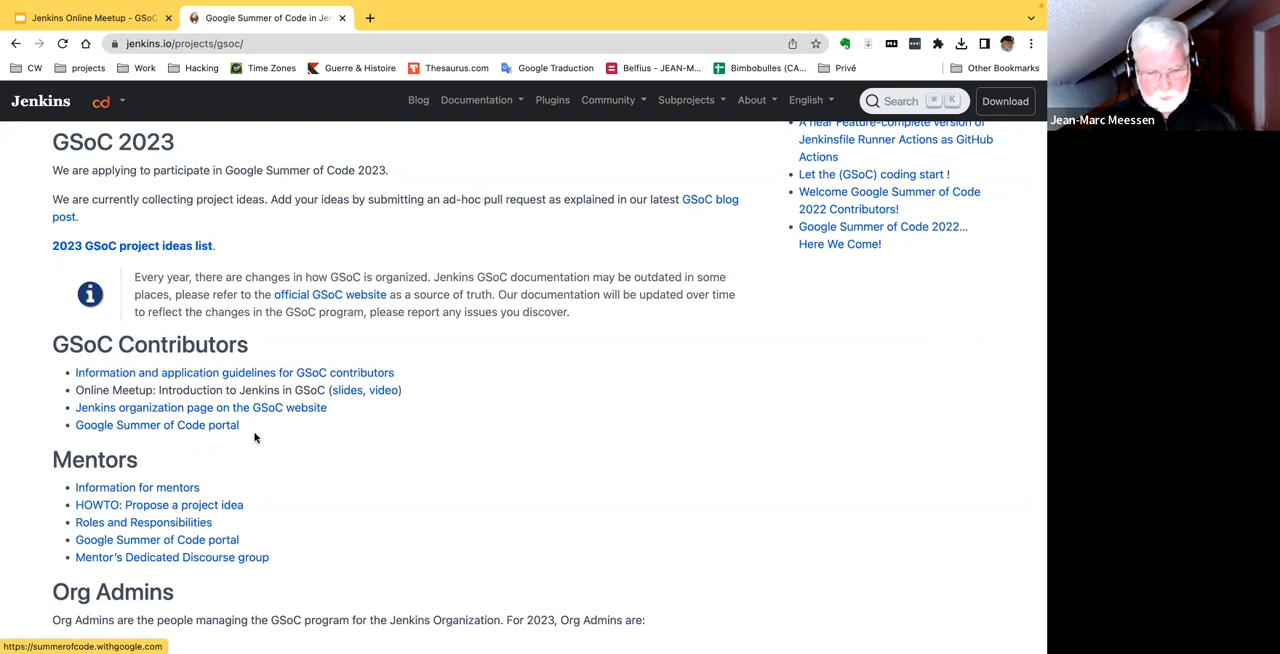 Jenkins Online Meetup - GSoC
Google Summer of Code in Jen
jenkins.io/projects/gsoc/
CW
projects
Work
Hacking
Time Zones
Guerre & Histoire
Thesaurus.com
Google Traduction
Belfius - JEAN-M...
Bimbobulles (CA...
Privé
Other Bookmarks
Jenkins
cd
Blog
Documentation
Plugins
Community
Subprojects
About
English
Search
⌘ K
Download
Jean-Marc Meessen
GSoC 2023
We are applying to participate in Google Summer of Code 2023.
We are currently collecting project ideas. Add your ideas by submitting an ad-hoc pull request as explained in our latest GSoC blog
post.
2023 GSoC project ideas list.
Every year, there are changes in how GSoC is organized. Jenkins GSoC documentation may be outdated in some
places, please refer to the official GSoC website as a source of truth. Our documentation will be updated over time
to reflect the changes in the GSoC program, please report any issues you discover.
GSoC Contributors
• Information and application guidelines for GSoC contributors
• Online Meetup: Introduction to Jenkins in GSoC (slides, video)
• Jenkins organization page on the GSoC website
• Google Summer of Code portal
Mentors
• Information for mentors
• HOWTO: Propose a project idea
• Roles and Responsibilities
• Google Summer of Code portal
• Mentor's Dedicated Discourse group
Org Admins
Org Admins are the people managing the GSoC program for the Jenkins Organization. For 2023, Org Admins are:
• A near Feature-complete version of
Jenkinsfile Runner Actions as GitHub
Actions
• Let the (GSoC) coding start !
• Welcome Google Summer of Code
2022 Contributors!
• Google Summer of Code 2022...
Here We Come!
https://summerofcode.withgoogle.com